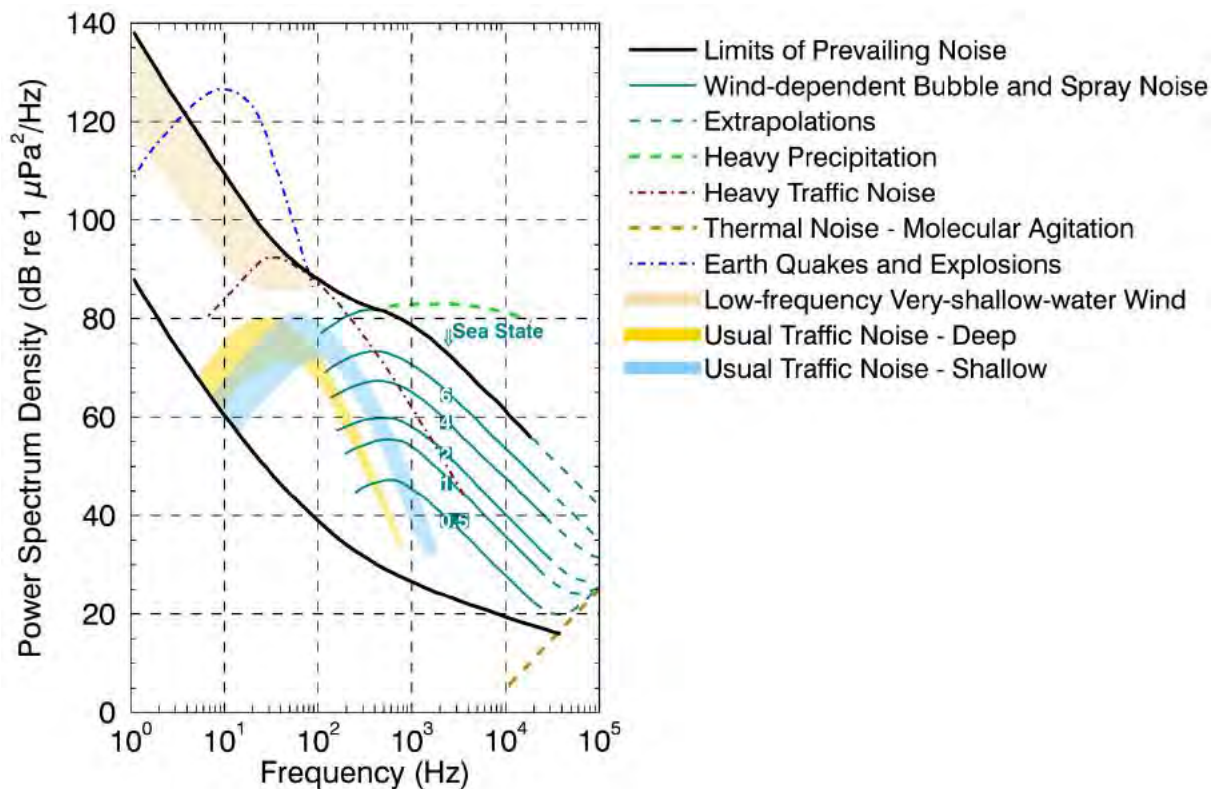 Power Spectrum Density (dB re 1 μPa²/Hz)
140
120
100
80
60
40
20
0
10⁰
10¹
10²
10³
10⁴
10⁵
Frequency (Hz)
⇓Sea State
6
4
2
1
0.5
Limits of Prevailing Noise
Wind-dependent Bubble and Spray Noise
Extrapolations
Heavy Precipitation
Heavy Traffic Noise
Thermal Noise - Molecular Agitation
Earth Quakes and Explosions
Low-frequency Very-shallow-water Wind
Usual Traffic Noise - Deep
Usual Traffic Noise - Shallow